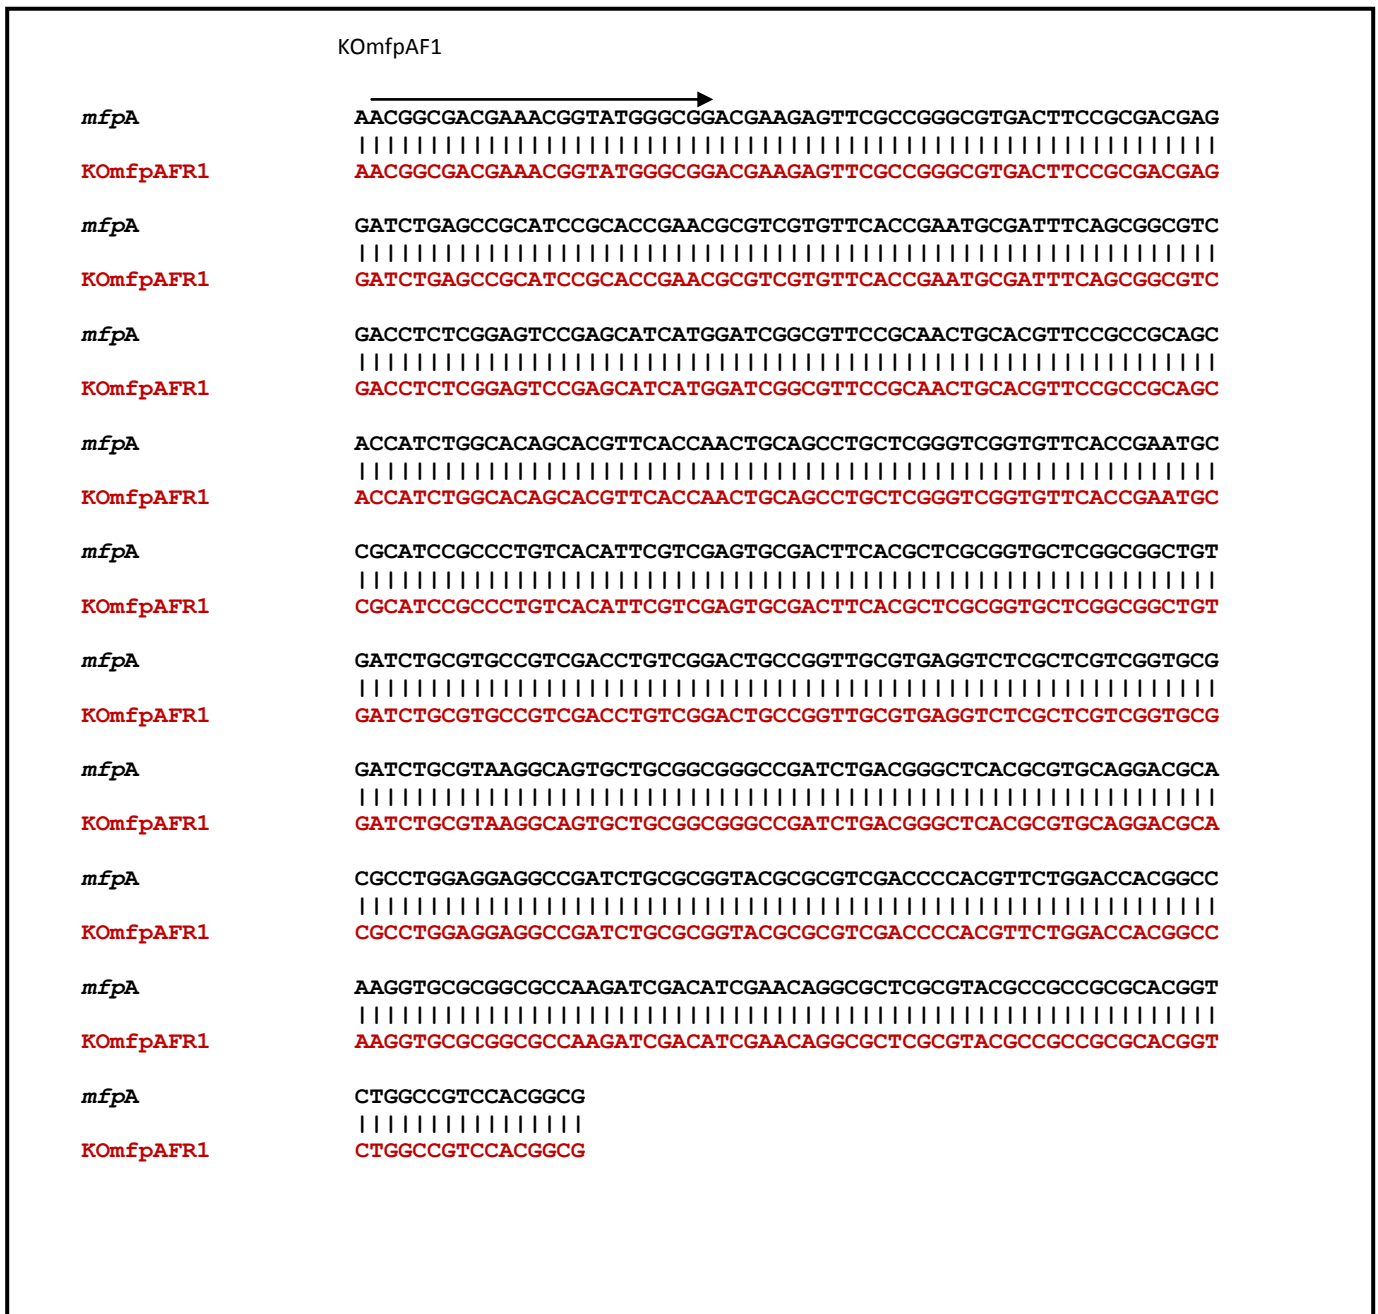 KOmfpAF1
mfpA AACGGCGACGAAACGGTATGGGCGGACGAAGAGTTCGCCGGGCGTGACTTCCGCGACGAG
||||||||||||||||||||||||||||||||||||||||||||||||||||||||||||
KOmfpAFR1 AACGGCGACGAAACGGTATGGGCGGACGAAGAGTTCGCCGGGCGTGACTTCCGCGACGAG
mfpA GATCTGAGCCGCATCCGCACCGAACGCGTCGTGTTCACCGAATGCGATTTCAGCGGCGTC
||||||||||||||||||||||||||||||||||||||||||||||||||||||||||||
KOmfpAFR1 GATCTGAGCCGCATCCGCACCGAACGCGTCGTGTTCACCGAATGCGATTTCAGCGGCGTC
mfpA GACCTCTCGGAGTCCGAGCATCATGGATCGGCGTTCCGCAACTGCACGTTCCGCCGCAGC
||||||||||||||||||||||||||||||||||||||||||||||||||||||||||||
KOmfpAFR1 GACCTCTCGGAGTCCGAGCATCATGGATCGGCGTTCCGCAACTGCACGTTCCGCCGCAGC
mfpA ACCATCTGGCACAGCACGTTCACCAACTGCAGCCTGCTCGGGTCGGTGTTCACCGAATGC
||||||||||||||||||||||||||||||||||||||||||||||||||||||||||||
KOmfpAFR1 ACCATCTGGCACAGCACGTTCACCAACTGCAGCCTGCTCGGGTCGGTGTTCACCGAATGC
mfpA CGCATCCGCCCTGTCACATTCGTCGAGTGCGACTTCACGCTCGCGGTGCTCGGCGGCTGT
||||||||||||||||||||||||||||||||||||||||||||||||||||||||||||
KOmfpAFR1 CGCATCCGCCCTGTCACATTCGTCGAGTGCGACTTCACGCTCGCGGTGCTCGGCGGCTGT
mfpA GATCTGCGTGCCGTCGACCTGTCGGACTGCCGGTTGCGTGAGGTCTCGCTCGTCGGTGCG
||||||||||||||||||||||||||||||||||||||||||||||||||||||||||||
KOmfpAFR1 GATCTGCGTGCCGTCGACCTGTCGGACTGCCGGTTGCGTGAGGTCTCGCTCGTCGGTGCG
mfpA GATCTGCGTAAGGCAGTGCTGCGGCGGGCCGATCTGACGGGCTCACGCGTGCAGGACGCA
||||||||||||||||||||||||||||||||||||||||||||||||||||||||||||
KOmfpAFR1 GATCTGCGTAAGGCAGTGCTGCGGCGGGCCGATCTGACGGGCTCACGCGTGCAGGACGCA
mfpA CGCCTGGAGGAGGCCGATCTGCGCGGTACGCGCGTCGACCCCACGTTCTGGACCACGGCC
||||||||||||||||||||||||||||||||||||||||||||||||||||||||||||
KOmfpAFR1 CGCCTGGAGGAGGCCGATCTGCGCGGTACGCGCGTCGACCCCACGTTCTGGACCACGGCC
mfpA AAGGTGCGCGGCGCCAAGATCGACATCGAACAGGCGCTCGCGTACGCCGCCGCGCACGGT
||||||||||||||||||||||||||||||||||||||||||||||||||||||||||||
KOmfpAFR1 AAGGTGCGCGGCGCCAAGATCGACATCGAACAGGCGCTCGCGTACGCCGCCGCGCACGGT
mfpA CTGGCCGTCCACGGCG
||||||||||||||||
KOmfpAFR1 CTGGCCGTCCACGGCG